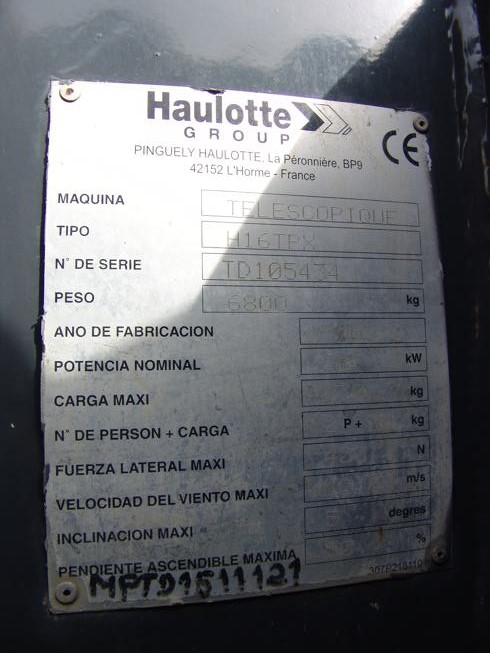 Haulotte
GROUP
CE
PINGUELY HAULOTTE, La Péronnière, BP9
42152 L'Horme - France
MAQUINA TELESCOPIQUE
TIPO H16TPX
N° DE SERIE TD105434
PESO 6800 kg
ANO DE FABRICACION
POTENCIA NOMINAL kW
CARGA MAXI kg
N° DE PERSON + CARGA P + kg
FUERZA LATERAL MAXI N
VELOCIDAD DEL VIENTO MAXI m/s
INCLINACION MAXI degres
PENDIENTE ASCENDIBLE MAXIMA %
307P218110
MPTD1511121